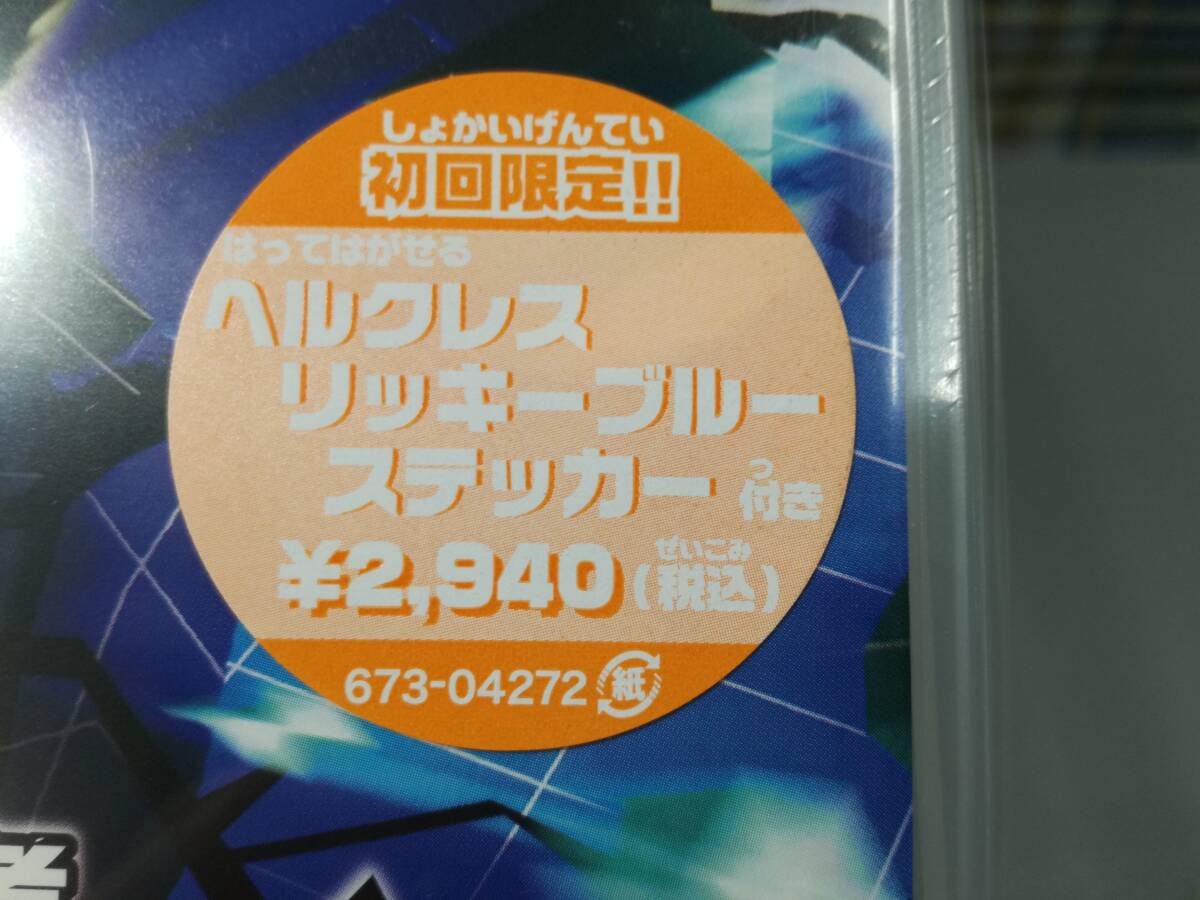 しょかいげんてい
初回限定!!
はってはがせる
ヘルクレス
リッキーブルー
ステッカー付き
つ
¥2,940(税込)
ぜいこみ
673-04272 紙